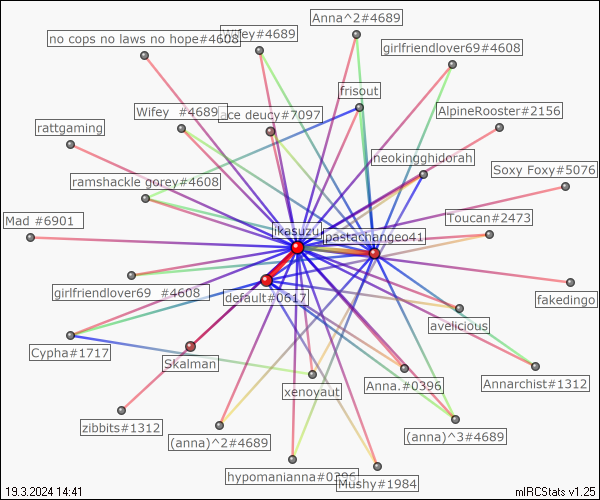 Anna^2#4689
no cops no laws no hope#4608
Wifey#4689
girlfriendlover69#4608
frisout
Wifey  #4689
ace deucy#7097
AlpineRooster#2156
rattgaming
neokingghidorah
ramshackle gorey#4608
Soxy Foxy#5076
Mad #6901
Toucan#2473
ikasuzu
pastachangeo41
girlfriendlover69  #4608
default#0617
fakedingo
avelicious
Cypha#1717
Skalman
xenoyaut
Anna.#0396
Annarchist#1312
zibbits#1312
(anna)^2#4689
(anna)^3#4689
hypomanianna#0396
Mushy#1984
19.3.2024 14:41
mIRCStats v1.25